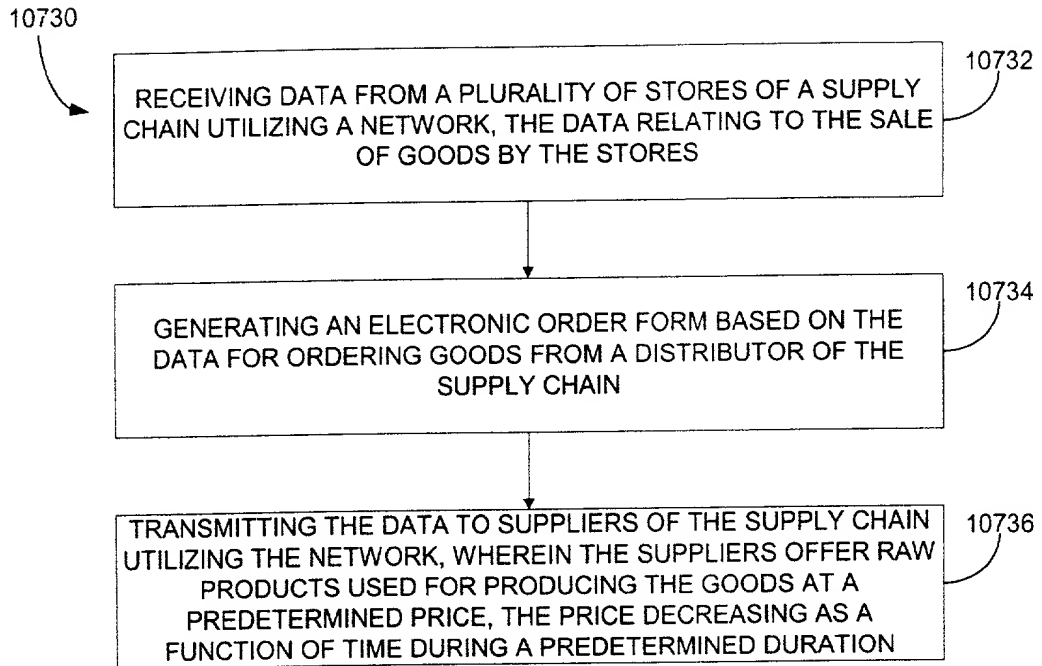 10730
10732
RECEIVING DATA FROM A PLURALITY OF STORES OF A SUPPLY
CHAIN UTILIZING A NETWORK, THE DATA RELATING TO THE SALE
OF GOODS BY THE STORES
10734
GENERATING AN ELECTRONIC ORDER FORM BASED ON THE
DATA FOR ORDERING GOODS FROM A DISTRIBUTOR OF THE
SUPPLY CHAIN
10736
TRANSMITTING THE DATA TO SUPPLIERS OF THE SUPPLY CHAIN
UTILIZING THE NETWORK, WHEREIN THE SUPPLIERS OFFER RAW
PRODUCTS USED FOR PRODUCING THE GOODS AT A
PREDETERMINED PRICE, THE PRICE DECREASING AS A
FUNCTION OF TIME DURING A PREDETERMINED DURATION